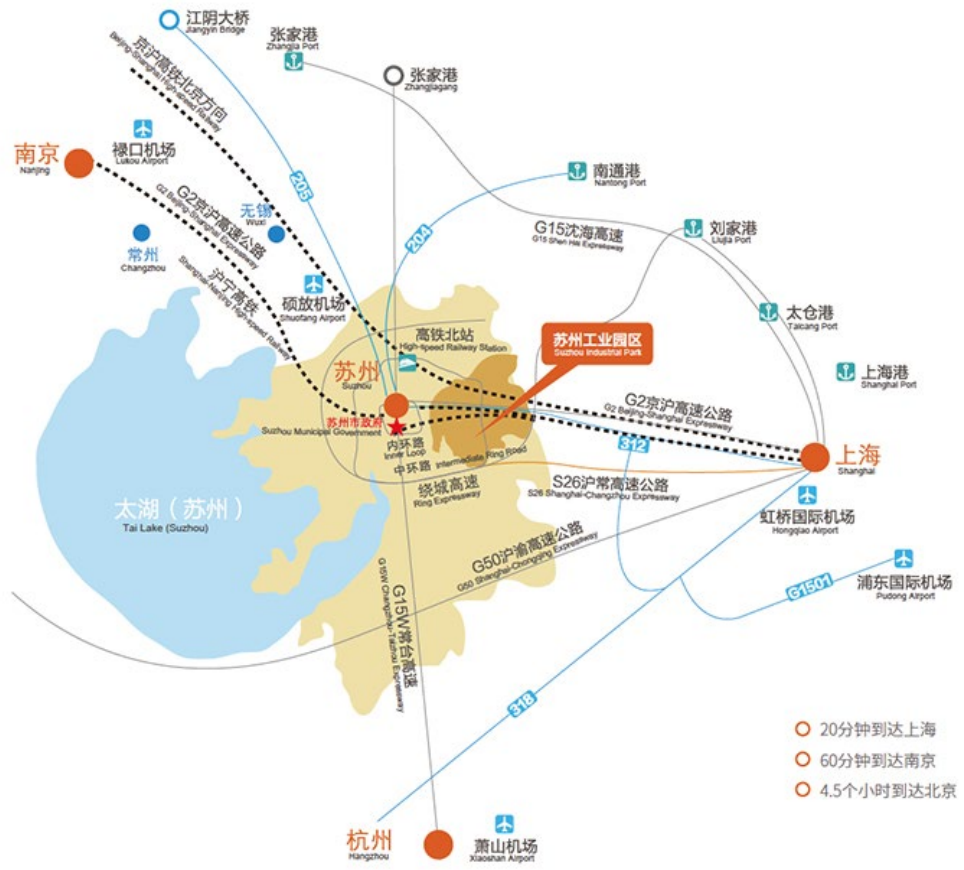 江阴大桥
Jiangyin Bridge
张家港
Zhangjia Port
张家港
Zhangjiagang
京沪高铁北京方向
Beijing-Shanghai High-speed Railway
禄口机场
Lukou Airport
南京
Nanjing
南通港
Nantong Port
205
G2京沪高速公路
G2 Beijing-Shanghai Expressway
无锡
Wuxi
204
G15沈海高速
G15 Shen Hai Expressway
刘家港
Liujia Port
常州
Changzhou
沪宁高铁
Shanghai-Nanjing High-speed Railway
硕放机场
Shuofang Airport
太仓港
Taicang Port
高铁北站
High-speed Railway Station
苏州工业园区
Suzhou Industrial Park
上海港
Shanghai Port
苏州
Suzhou
G2京沪高速公路
G2 Beijing-Shanghai Expressway
苏州市政府
Suzhou Municipal Government
内环路
Inner Loop
312
上海
Shanghai
中环路 Intermediate Ring Road
绕城高速
Ring Expressway
S26沪常高速公路
S26 Shanghai-Changzhou Expressway
太湖（苏州）
Tai Lake (Suzhou)
虹桥国际机场
Hongqiao Airport
G50沪渝高速公路
G50 Shanghai-Chongqing Expressway
G15W常台高速
G15W Changzhou-Taizhou Expressway
G1501
浦东国际机场
Pudong Airport
318
20分钟到达上海
60分钟到达南京
4.5个小时到达北京
杭州
Hangzhou
萧山机场
Xiaoshan Airport